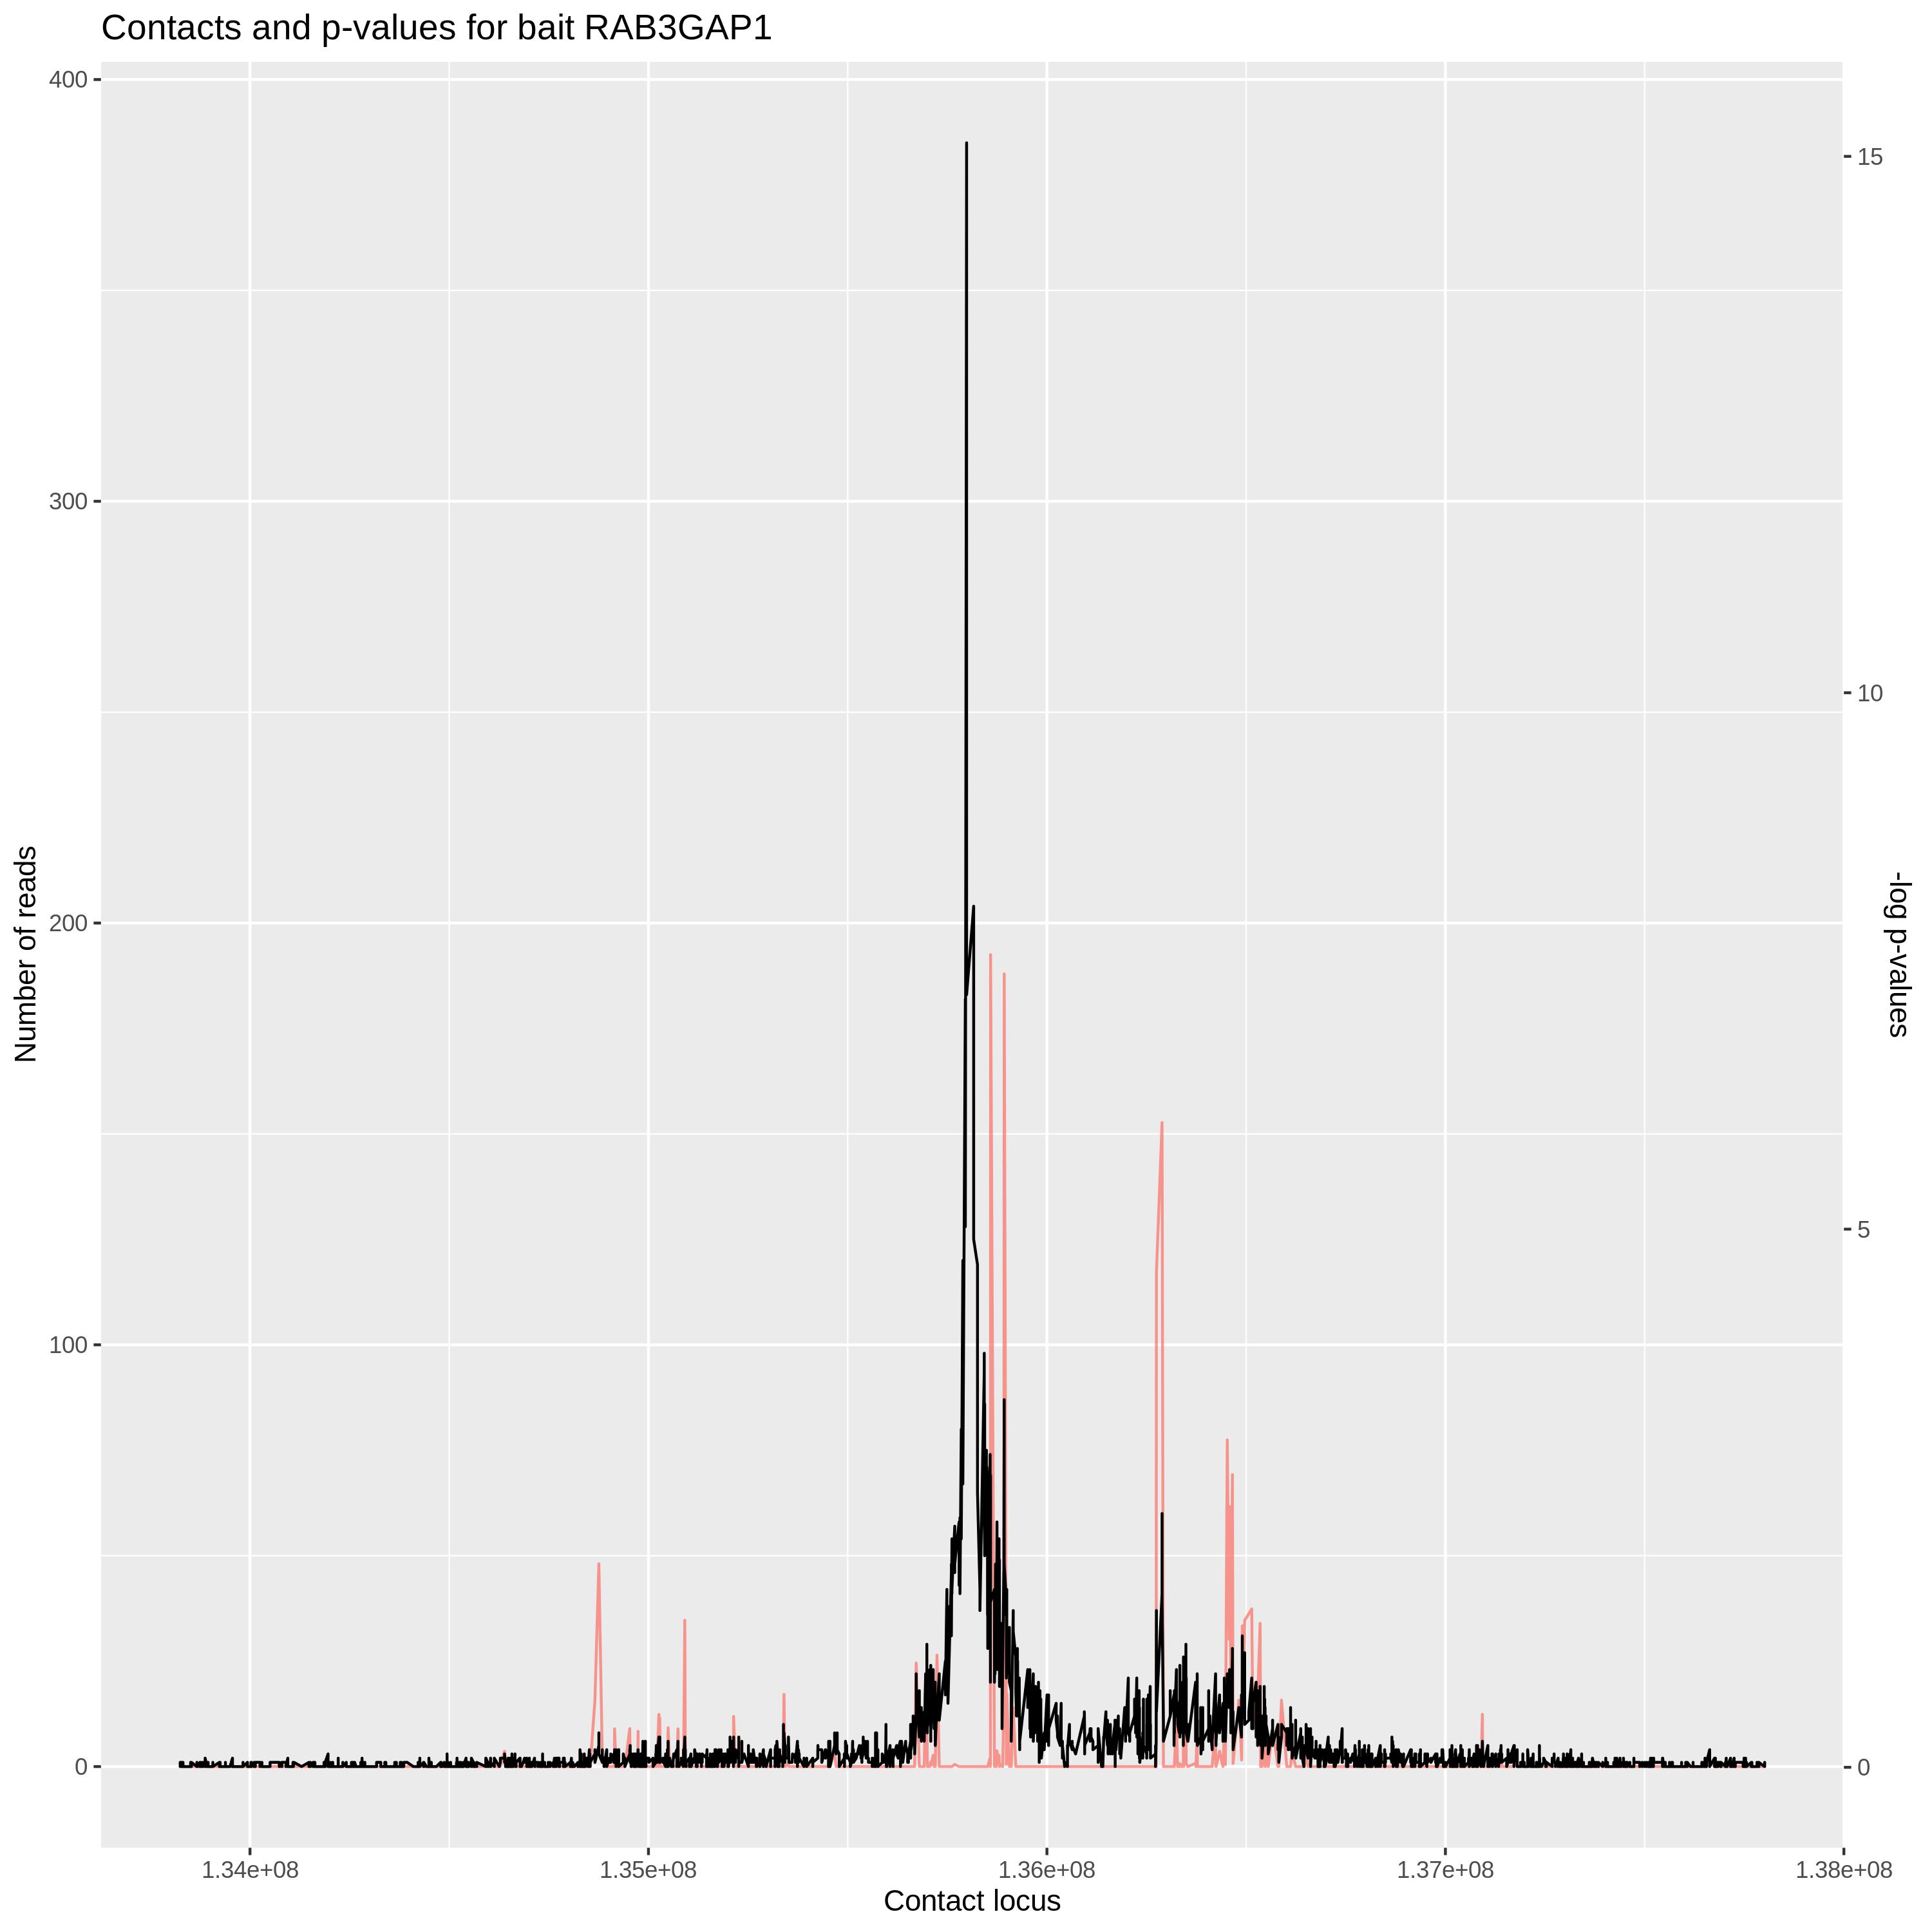 Contacts and p-values for bait RAB3GAP1
400
300
200
100
0
Number of reads
15
10
5
0
-log p-values
1.34e+08 1.35e+08 1.36e+08 1.37e+08 1.38e+08
Contact locus